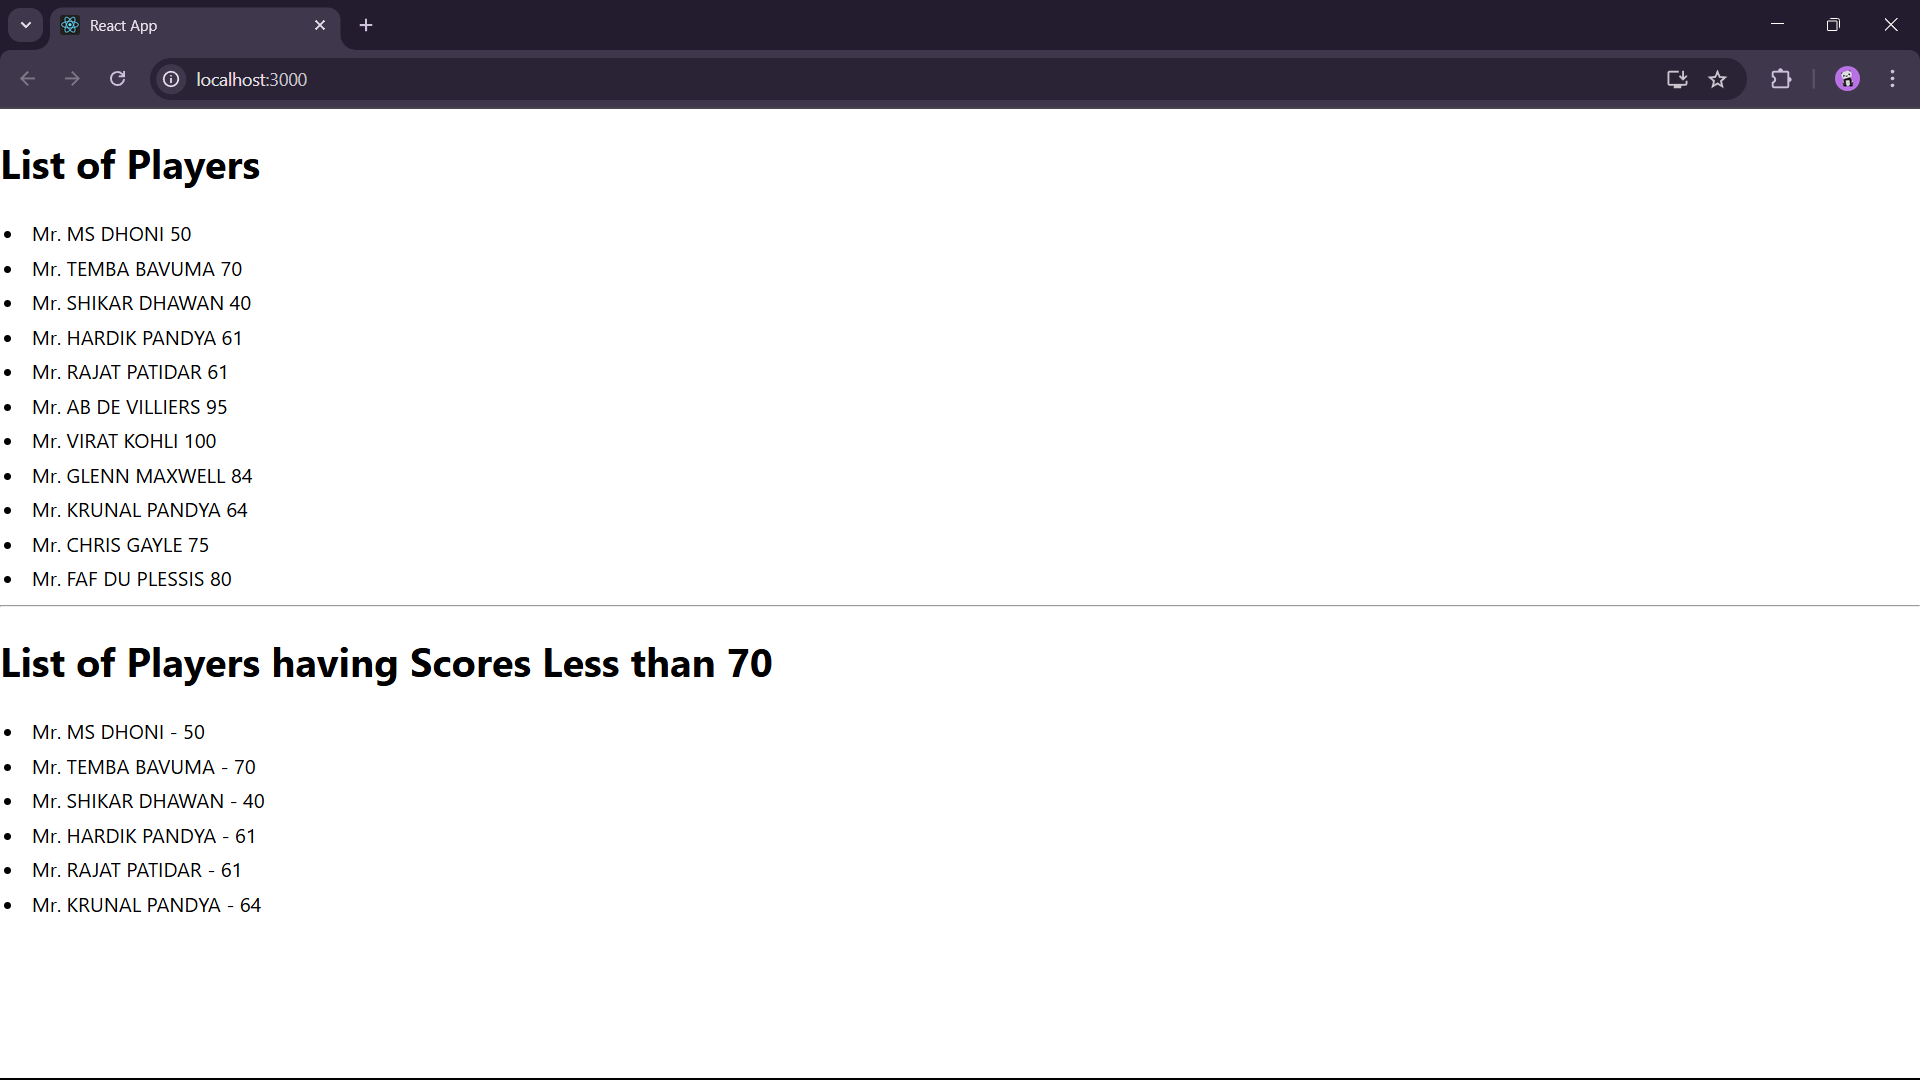 React App
localhost:3000
List of Players
Mr. MS DHONI 50
Mr. TEMBA BAVUMA 70
Mr. SHIKAR DHAWAN 40
Mr. HARDIK PANDYA 61
Mr. RAJAT PATIDAR 61
Mr. AB DE VILLIERS 95
Mr. VIRAT KOHLI 100
Mr. GLENN MAXWELL 84
Mr. KRUNAL PANDYA 64
Mr. CHRIS GAYLE 75
Mr. FAF DU PLESSIS 80
List of Players having Scores Less than 70
Mr. MS DHONI - 50
Mr. TEMBA BAVUMA - 70
Mr. SHIKAR DHAWAN - 40
Mr. HARDIK PANDYA - 61
Mr. RAJAT PATIDAR - 61
Mr. KRUNAL PANDYA - 64